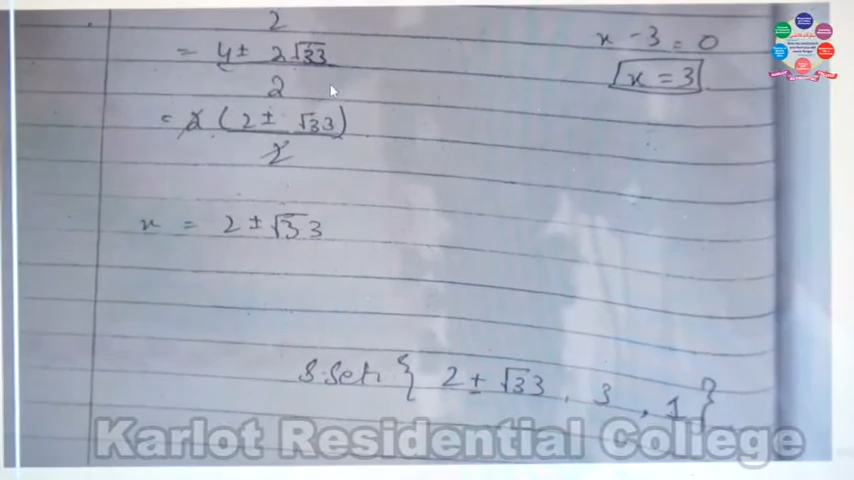 2
= 4 ± 2√33
2
= 2 (2 ± √33)
2
x = 2 ± √33
x - 3 = 0
x = 3
S.Set { 2 ± √33 , 3 , 1 }
Karlot Residential College